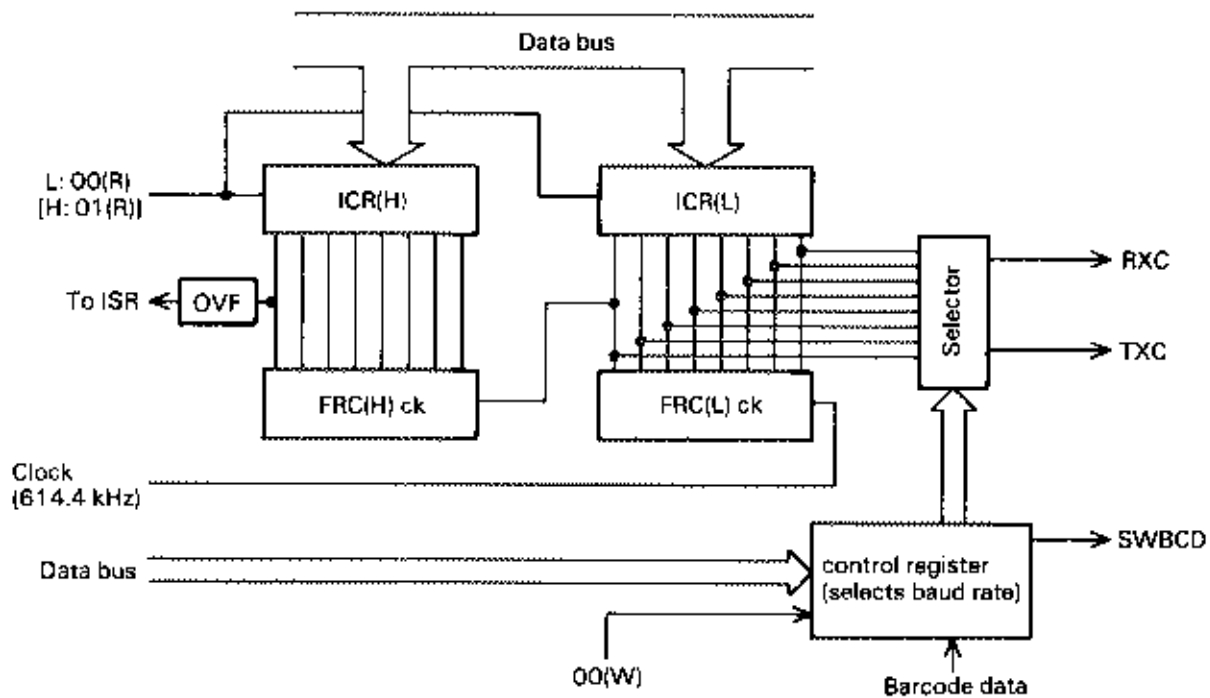 Data bus
L: 00(R)
[H: 01(R)]
ICR(H)
ICR(L)
To ISR
OVF
Selector
RXC
TXC
FRC(H) ck
FRC(L) ck
Clock
(614.4 kHz)
Data bus
control register
(selects baud rate)
SWBCD
00(W)
Barcode data